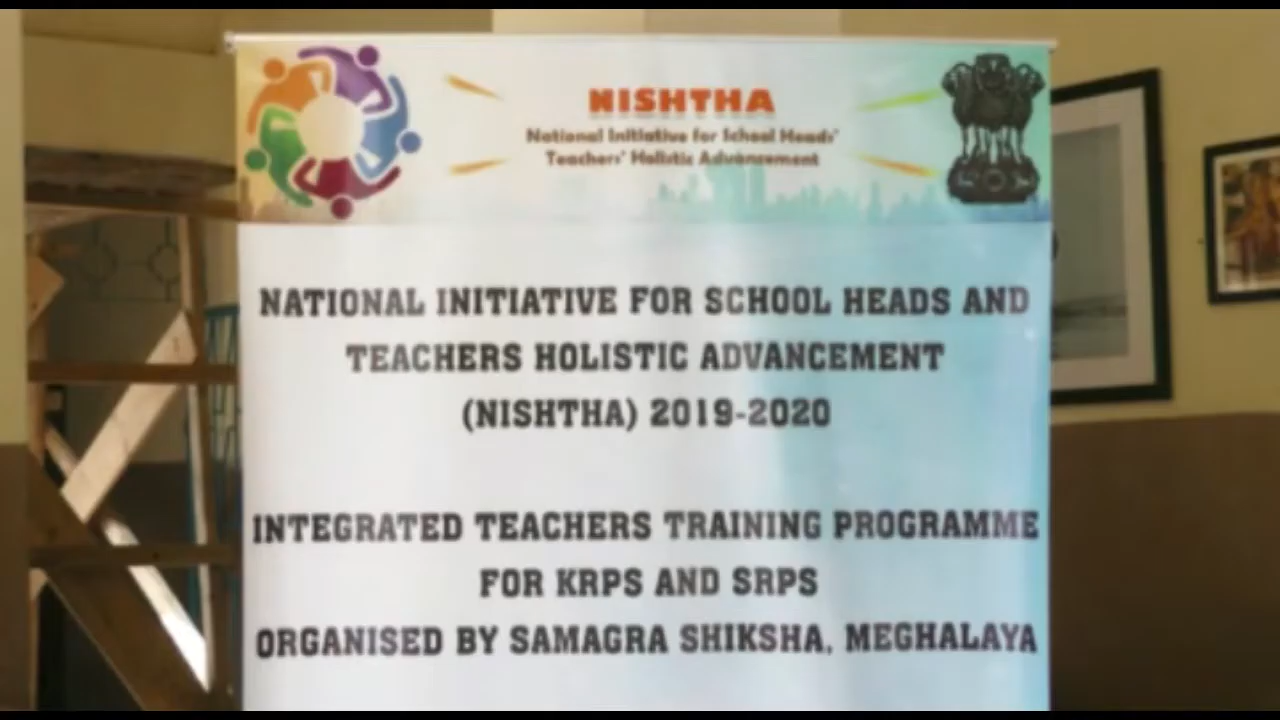 NISHTHA
National Initiative for School Heads'
Teachers' Holistic Advancement
NATIONAL INITIATIVE FOR SCHOOL HEADS AND
TEACHERS HOLISTIC ADVANCEMENT
(NISHTHA) 2019-2020
INTEGRATED TEACHERS TRAINING PROGRAMME
FOR KRPS AND SRPS
ORGANISED BY SAMAGRA SHIKSHA, MEGHALAYA